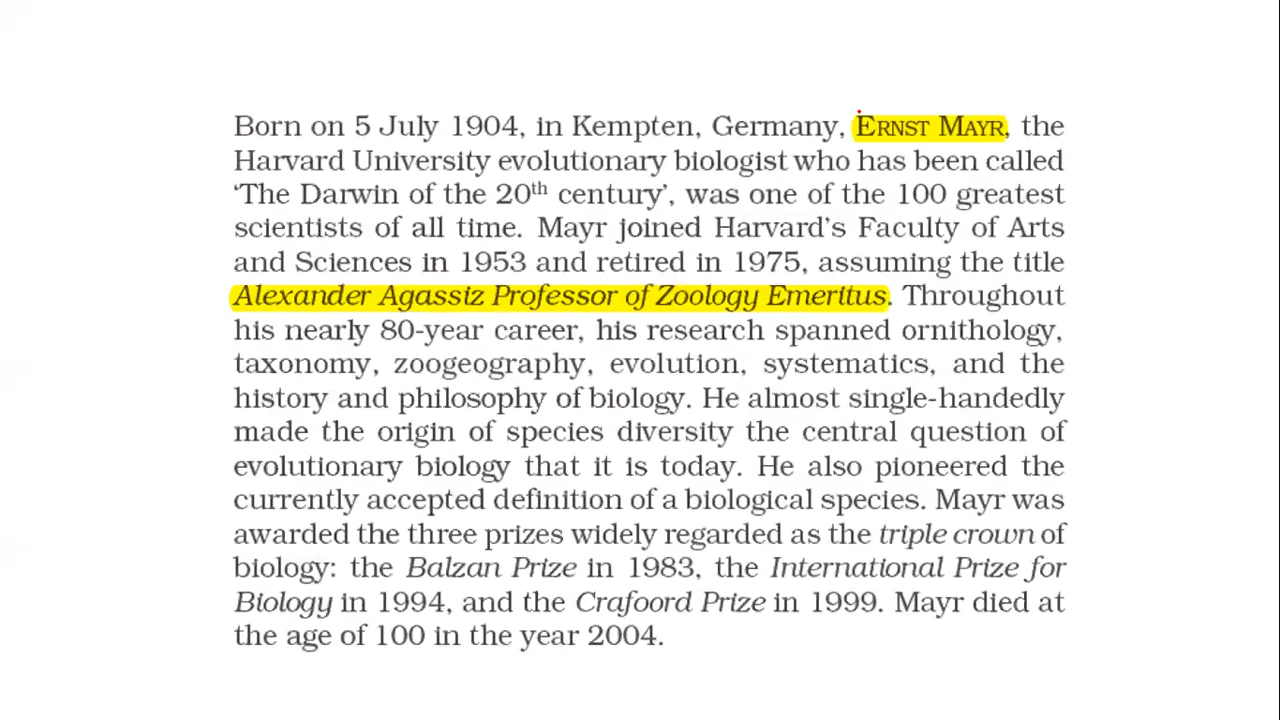 Born on 5 July 1904, in Kempten, Germany, ERNST MAYR, the
Harvard University evolutionary biologist who has been called
‘The Darwin of the 20th century’, was one of the 100 greatest
scientists of all time. Mayr joined Harvard’s Faculty of Arts
and Sciences in 1953 and retired in 1975, assuming the title
Alexander Agassiz Professor of Zoology Emeritus. Throughout
his nearly 80-year career, his research spanned ornithology,
taxonomy, zoogeography, evolution, systematics, and the
history and philosophy of biology. He almost single-handedly
made the origin of species diversity the central question of
evolutionary biology that it is today. He also pioneered the
currently accepted definition of a biological species. Mayr was
awarded the three prizes widely regarded as the triple crown of
biology: the Balzan Prize in 1983, the International Prize for
Biology in 1994, and the Crafoord Prize in 1999. Mayr died at
the age of 100 in the year 2004.